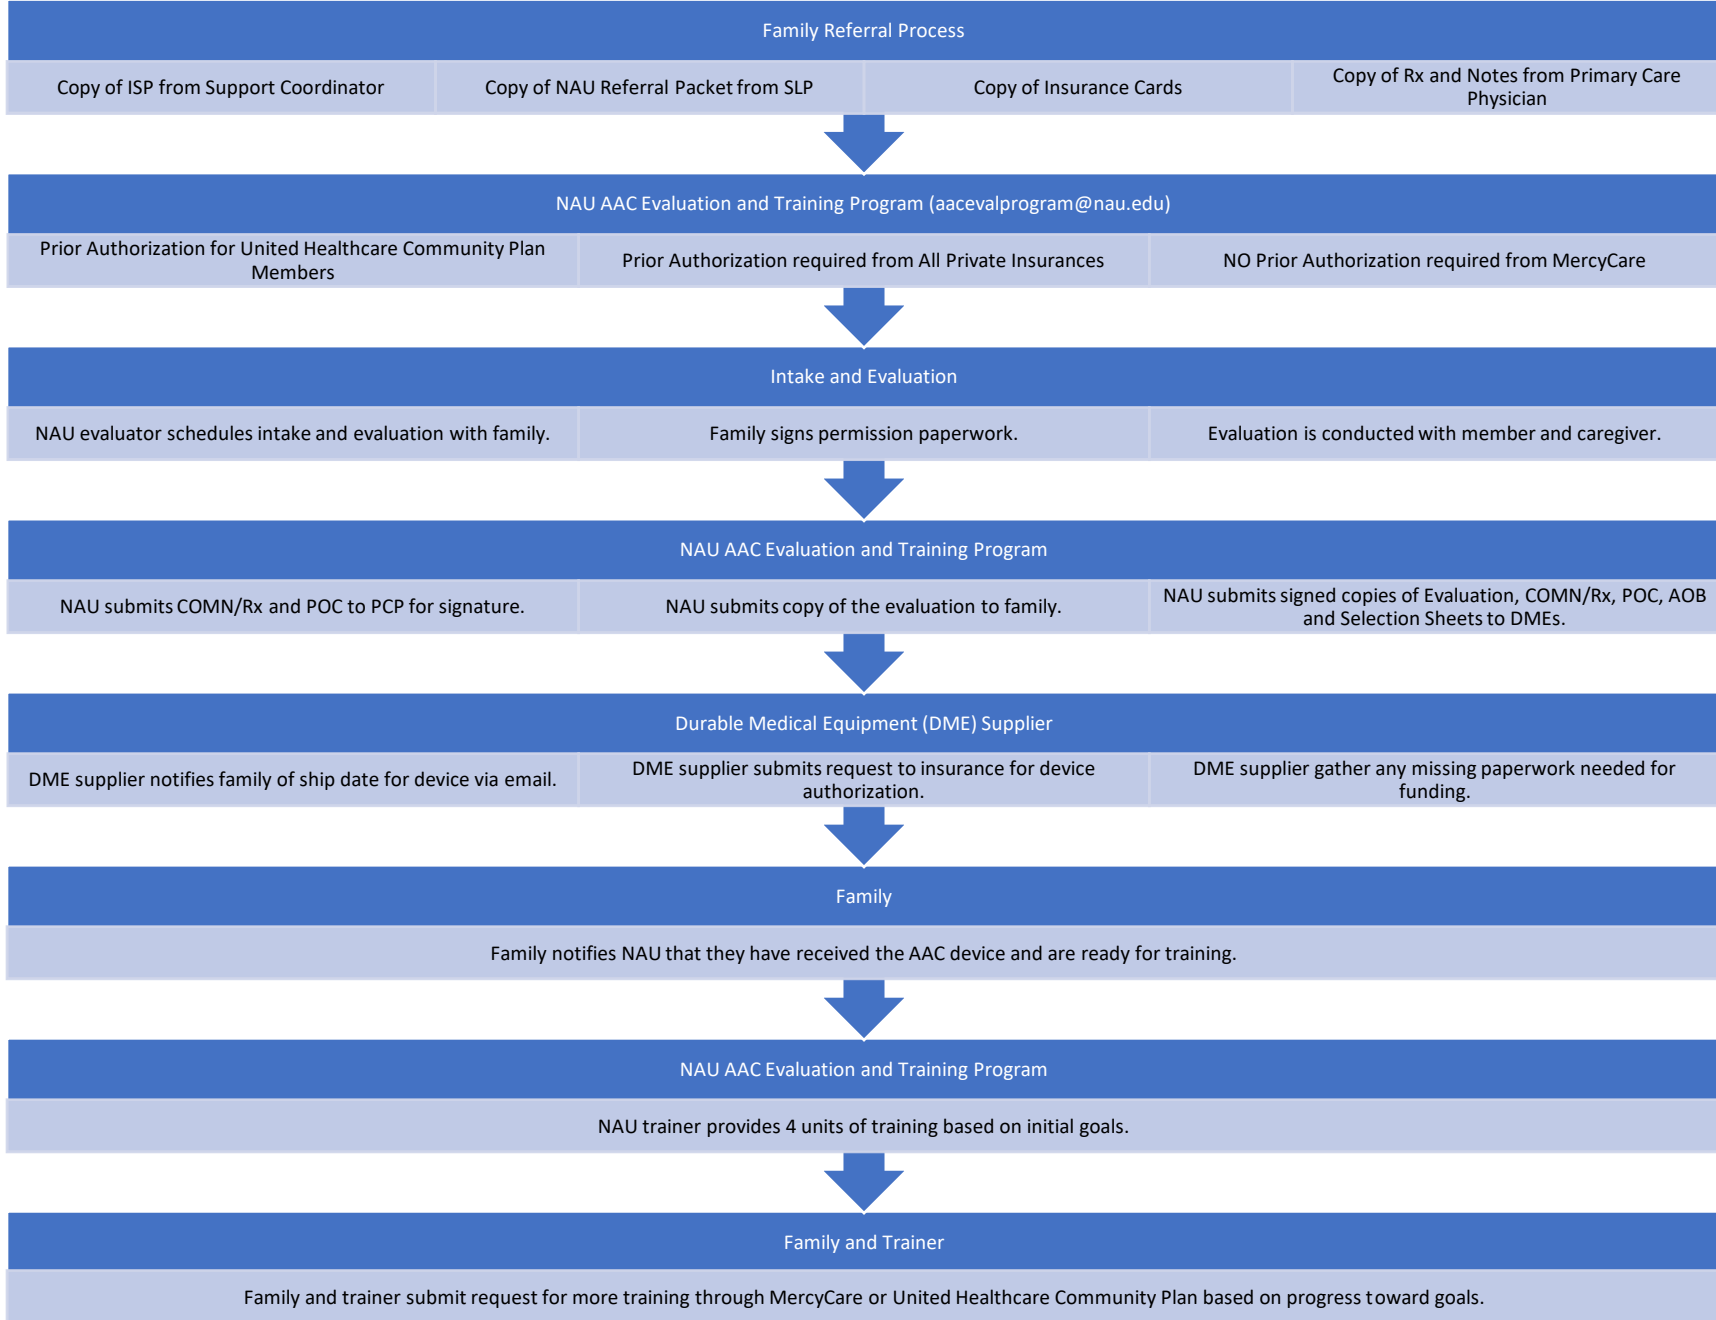 Family Referral Process
Copy of ISP from Support Coordinator
Copy of NAU Referral Packet from SLP
Copy of Insurance Cards
Copy of Rx and Notes from Primary Care
Physician
NAU AAC Evaluation and Training Program (aacevalprogram@nau.edu)
Prior Authorization for United Healthcare Community Plan
Members
Prior Authorization required from All Private Insurances
NO Prior Authorization required from MercyCare
Intake and Evaluation
NAU evaluator schedules intake and evaluation with family.
Family signs permission paperwork.
Evaluation is conducted with member and caregiver.
NAU AAC Evaluation and Training Program
NAU submits COMN/Rx and POC to PCP for signature.
NAU submits copy of the evaluation to family.
NAU submits signed copies of Evaluation, COMN/Rx, POC, AOB
and Selection Sheets to DMEs.
Durable Medical Equipment (DME) Supplier
DME supplier notifies family of ship date for device via email.
DME supplier submits request to insurance for device
authorization.
DME supplier gather any missing paperwork needed for
funding.
Family
Family notifies NAU that they have received the AAC device and are ready for training.
NAU AAC Evaluation and Training Program
NAU trainer provides 4 units of training based on initial goals.
Family and Trainer
Family and trainer submit request for more training through MercyCare or United Healthcare Community Plan based on progress toward goals.